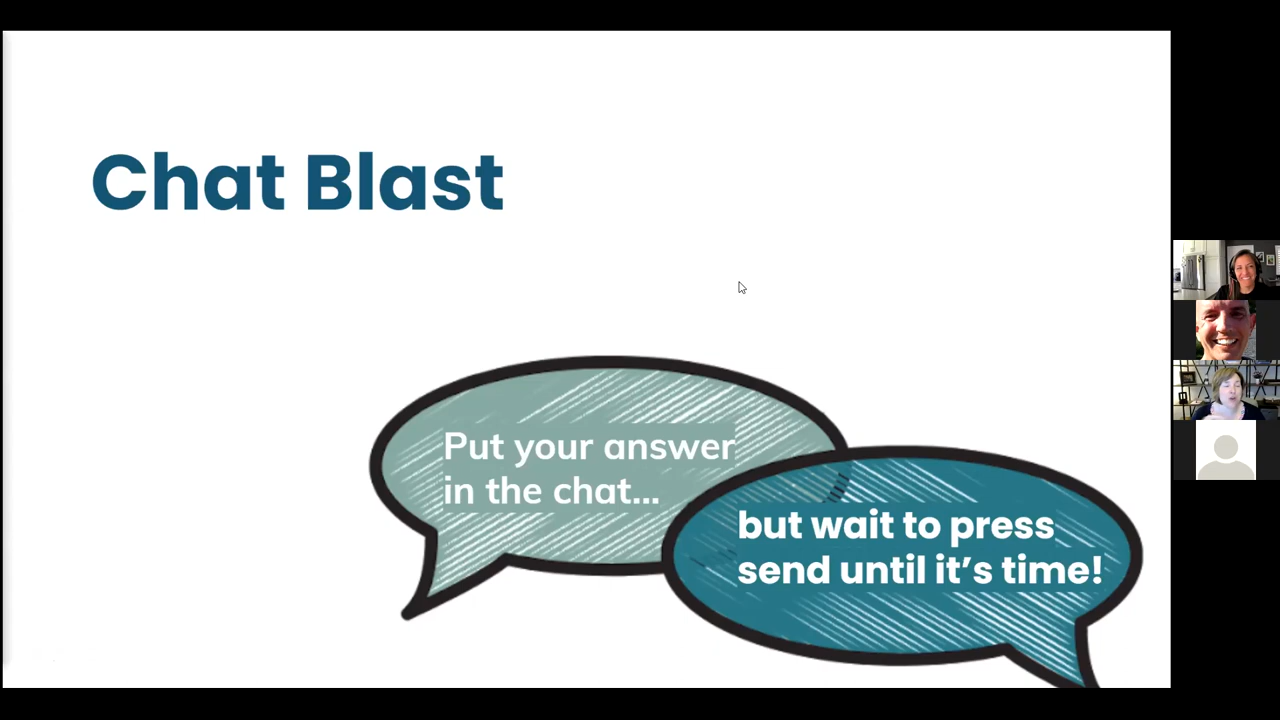 Chat Blast
Put your answer
in the chat...
but wait to press
send until it’s time!